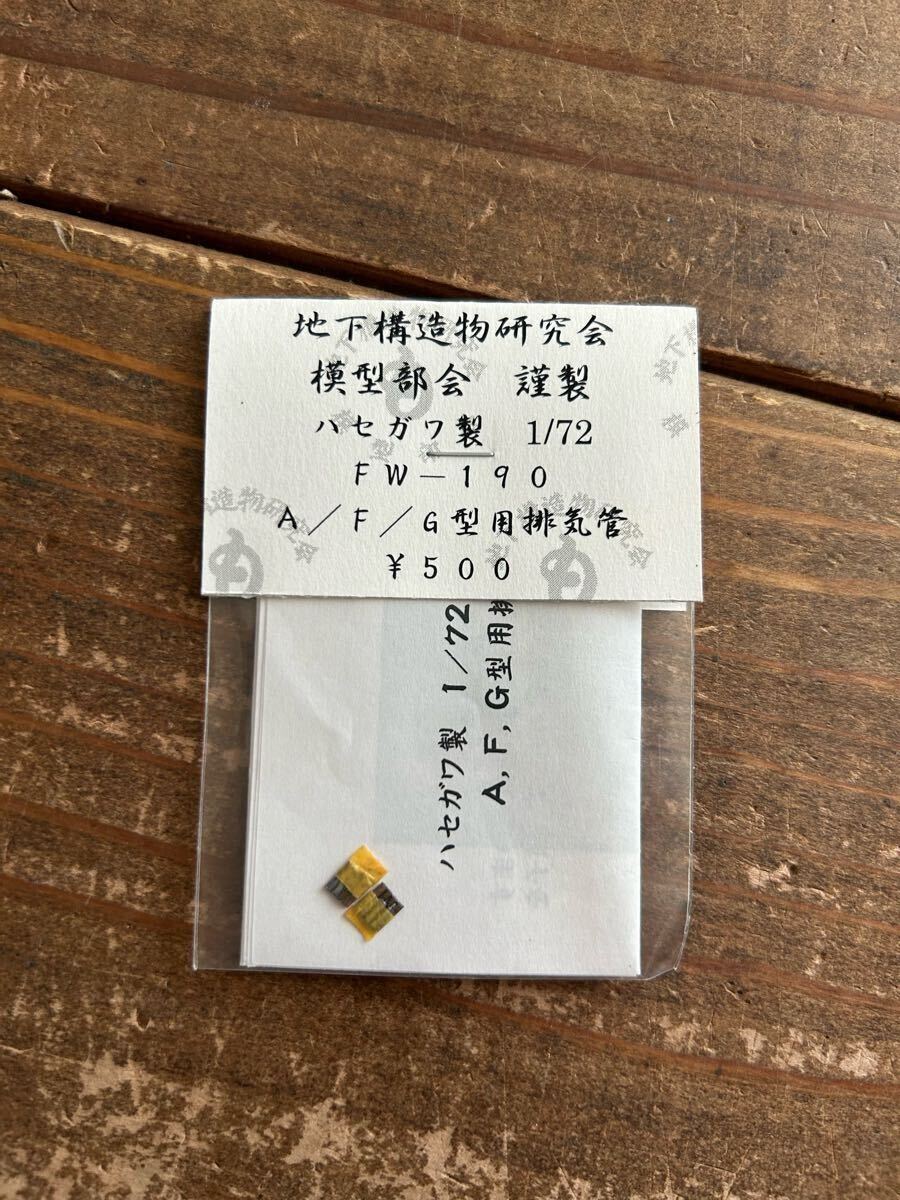 地下構造物研究会
模型部会　謹製
ハセガワ製　1/72
ＦＷ－１９０
Ａ／Ｆ／Ｇ型用排気管
￥５００
ハセガワ製　1/72
A, F, G型用排